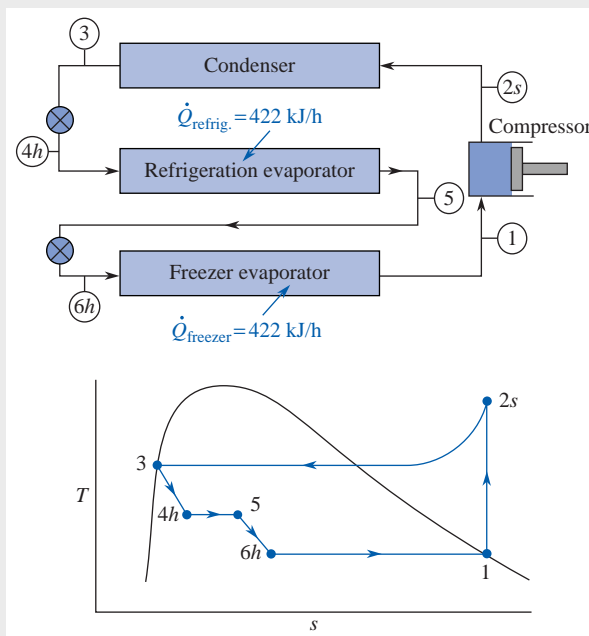 3
Condenser
2s
Q̇refrig. = 422 kJ/h
Compressor
4h
Refrigeration evaporator
5
1
Freezer evaporator
6h
Q̇freezer = 422 kJ/h
2s
3
T
4h
5
6h
1
s